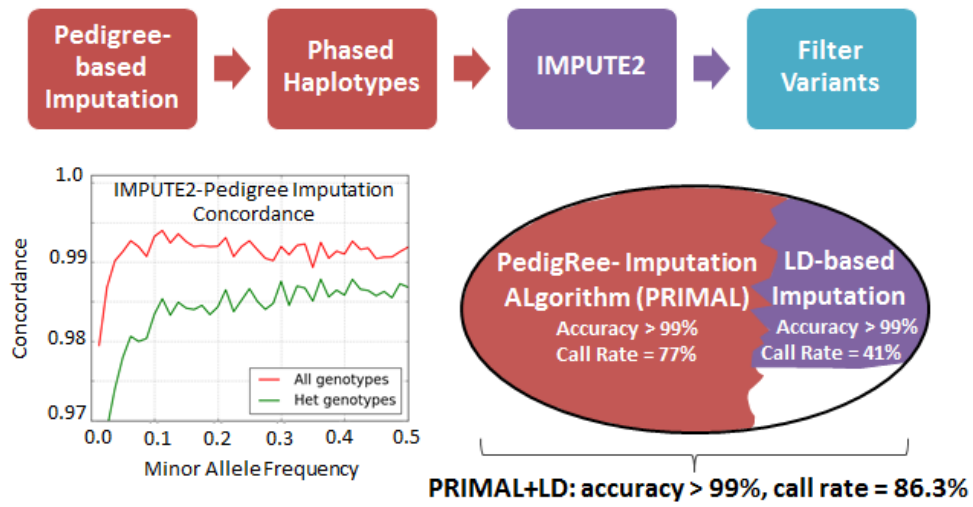 Pedigree-
based
Imputation
Phased
Haplotypes
IMPUTE2
Filter
Variants
1.0
0.99
0.98
0.97
Concordance
IMPUTE2-Pedigree Imputation
Concordance
All genotypes
Het genotypes
0.0 0.1 0.2 0.3 0.4 0.5
Minor Allele Frequency
PedigRee- Imputation
ALgorithm (PRIMAL)
Accuracy > 99%
Call Rate = 77%
LD-based
Imputation
Accuracy > 99%
Call Rate = 41%
PRIMAL+LD: accuracy > 99%, call rate = 86.3%